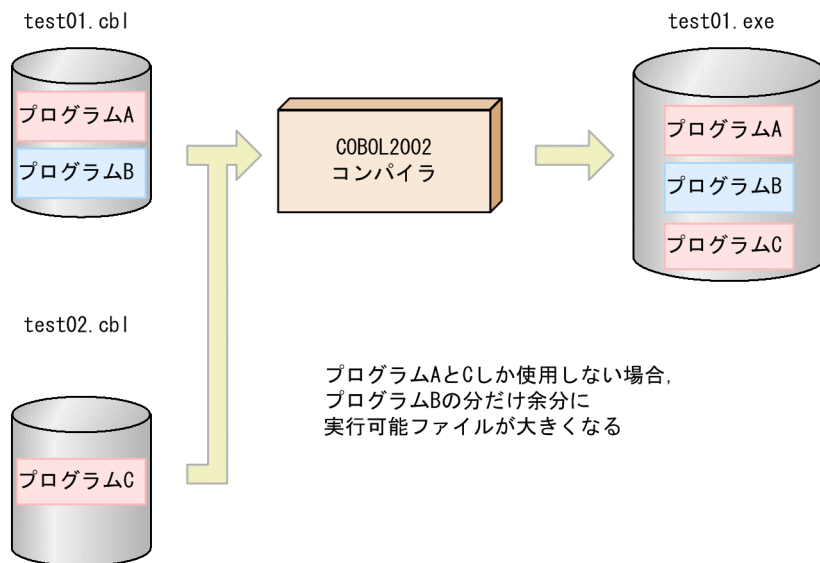 test01.cbl
test01.exe
プログラムA
プログラムB
COBOL2002
コンパイラ
プログラムA
プログラムB
プログラムC
test02.cbl
プログラムC
プログラムAとCしか使用しない場合,
プログラムBの分だけ余分に
実行可能ファイルが大きくなる